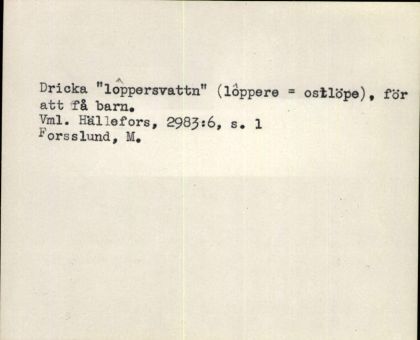 Dricka "lôppersvattn" (lôppere = ostlöpe), för
att få barn.
Vml. Hällefors, 2983:6, s. 1
Forsslund, M.